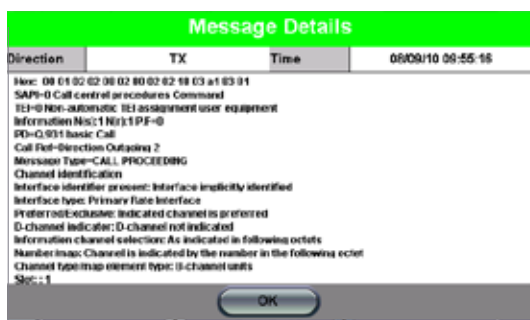 Message Details
Direction TX Time 08/09/10 09:55:16
Hex: 00 01 02 02 08 02 80 02 02 18 03 a1 83 81
SAPI=0 Call control procedures Command
TEI=0 Non-automatic TEI assignment user equipment
Information N(s):1 N(r):1 P/F=0
PD=Q.931 basic Call
Call Ref=Direction Outgoing 2
Message Type=CALL PROCEEDING
Channel identification
Interface identifier present: Interface implicitly identified
Interface type: Primary Rate Interface
Preferred/Exclusive: Indicated channel is preferred
D-channel indicator: D-channel not indicated
Information channel selection: As indicated in following octets
Number/map: Channel is indicated by the number in the following octet
Channel type/map element type: B-channel units
Slot: : 1
OK